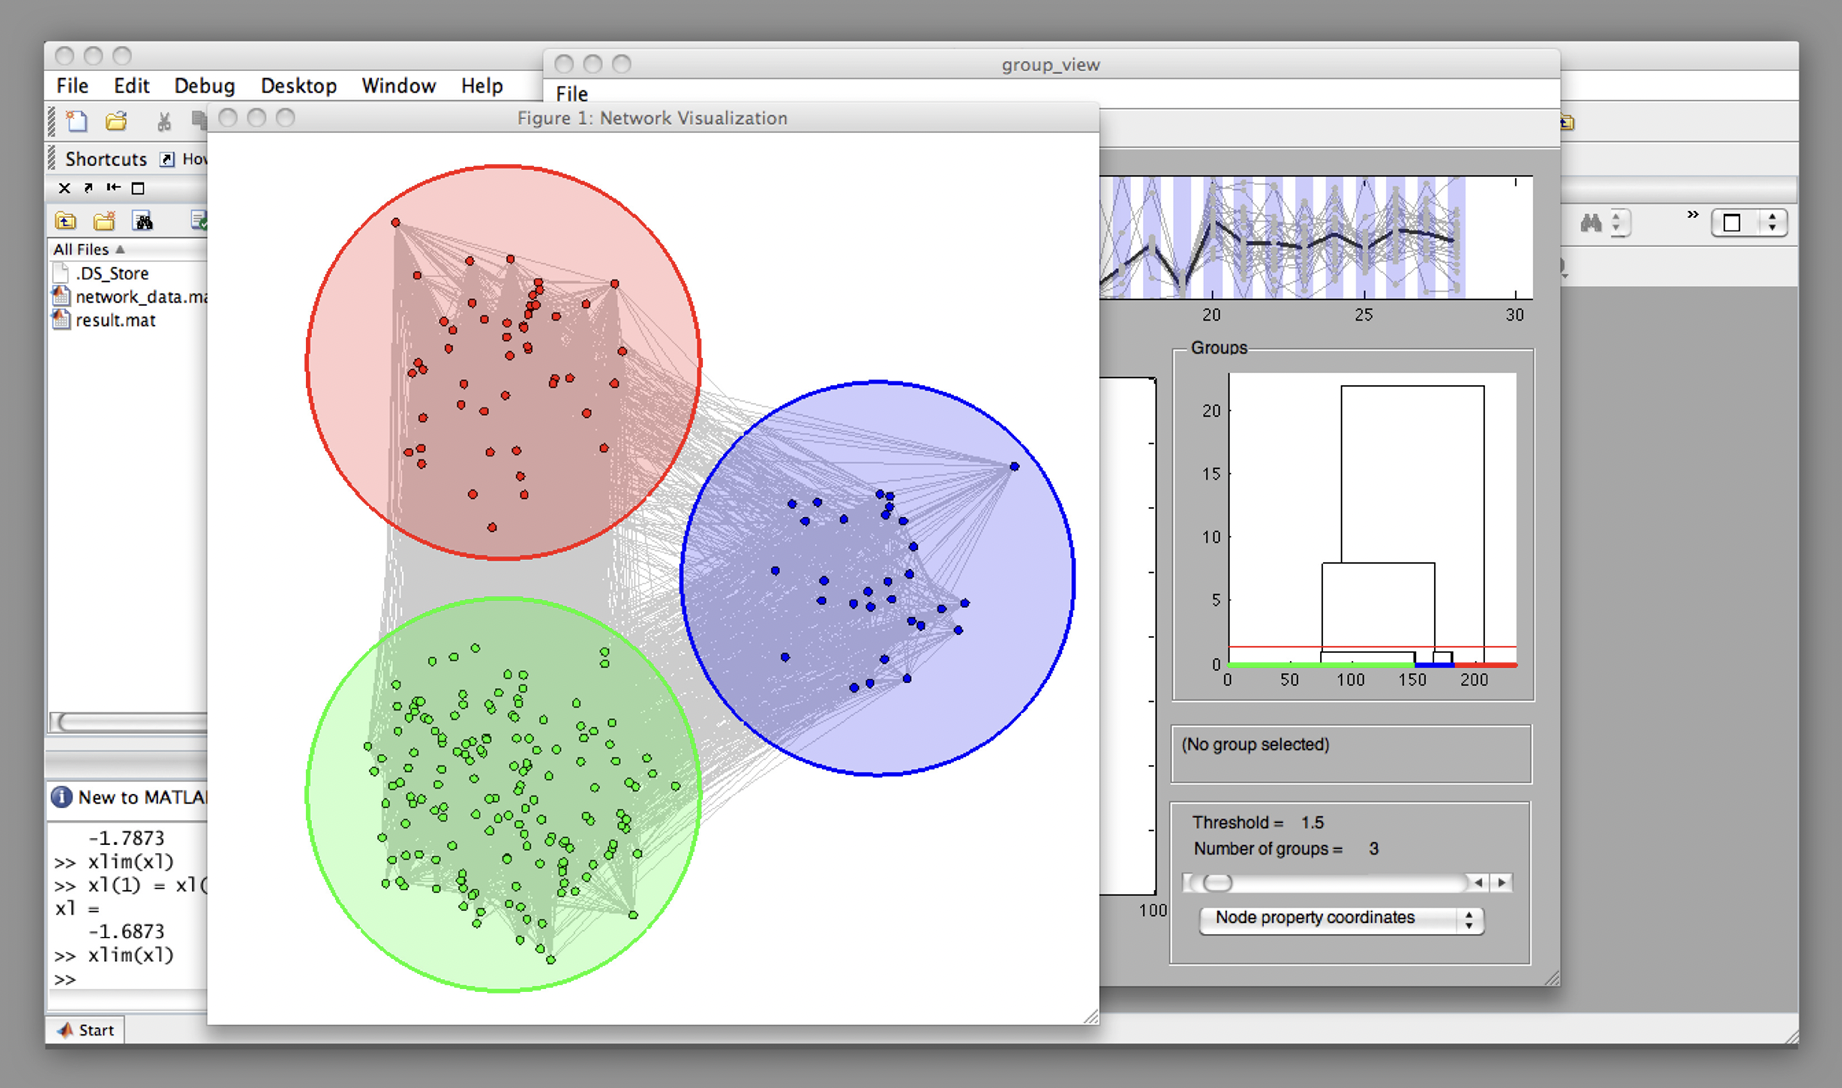 group_view
File Edit Debug Desktop Window Help
File
Figure 1: Network Visualization
Shortcuts
»
All Files
.DS_Store
network_data.ma
result.mat
20 25 30
Groups
20
15
10
5
0
0 50 100 150 200
(No group selected)
Threshold = 1.5
Number of groups = 3
100
Node property coordinates
New to MATLA
-1.7873
>> xlim(xl)
>> xl(1) = xl(
xl =
-1.6873
>> xlim(xl)
>>
Start